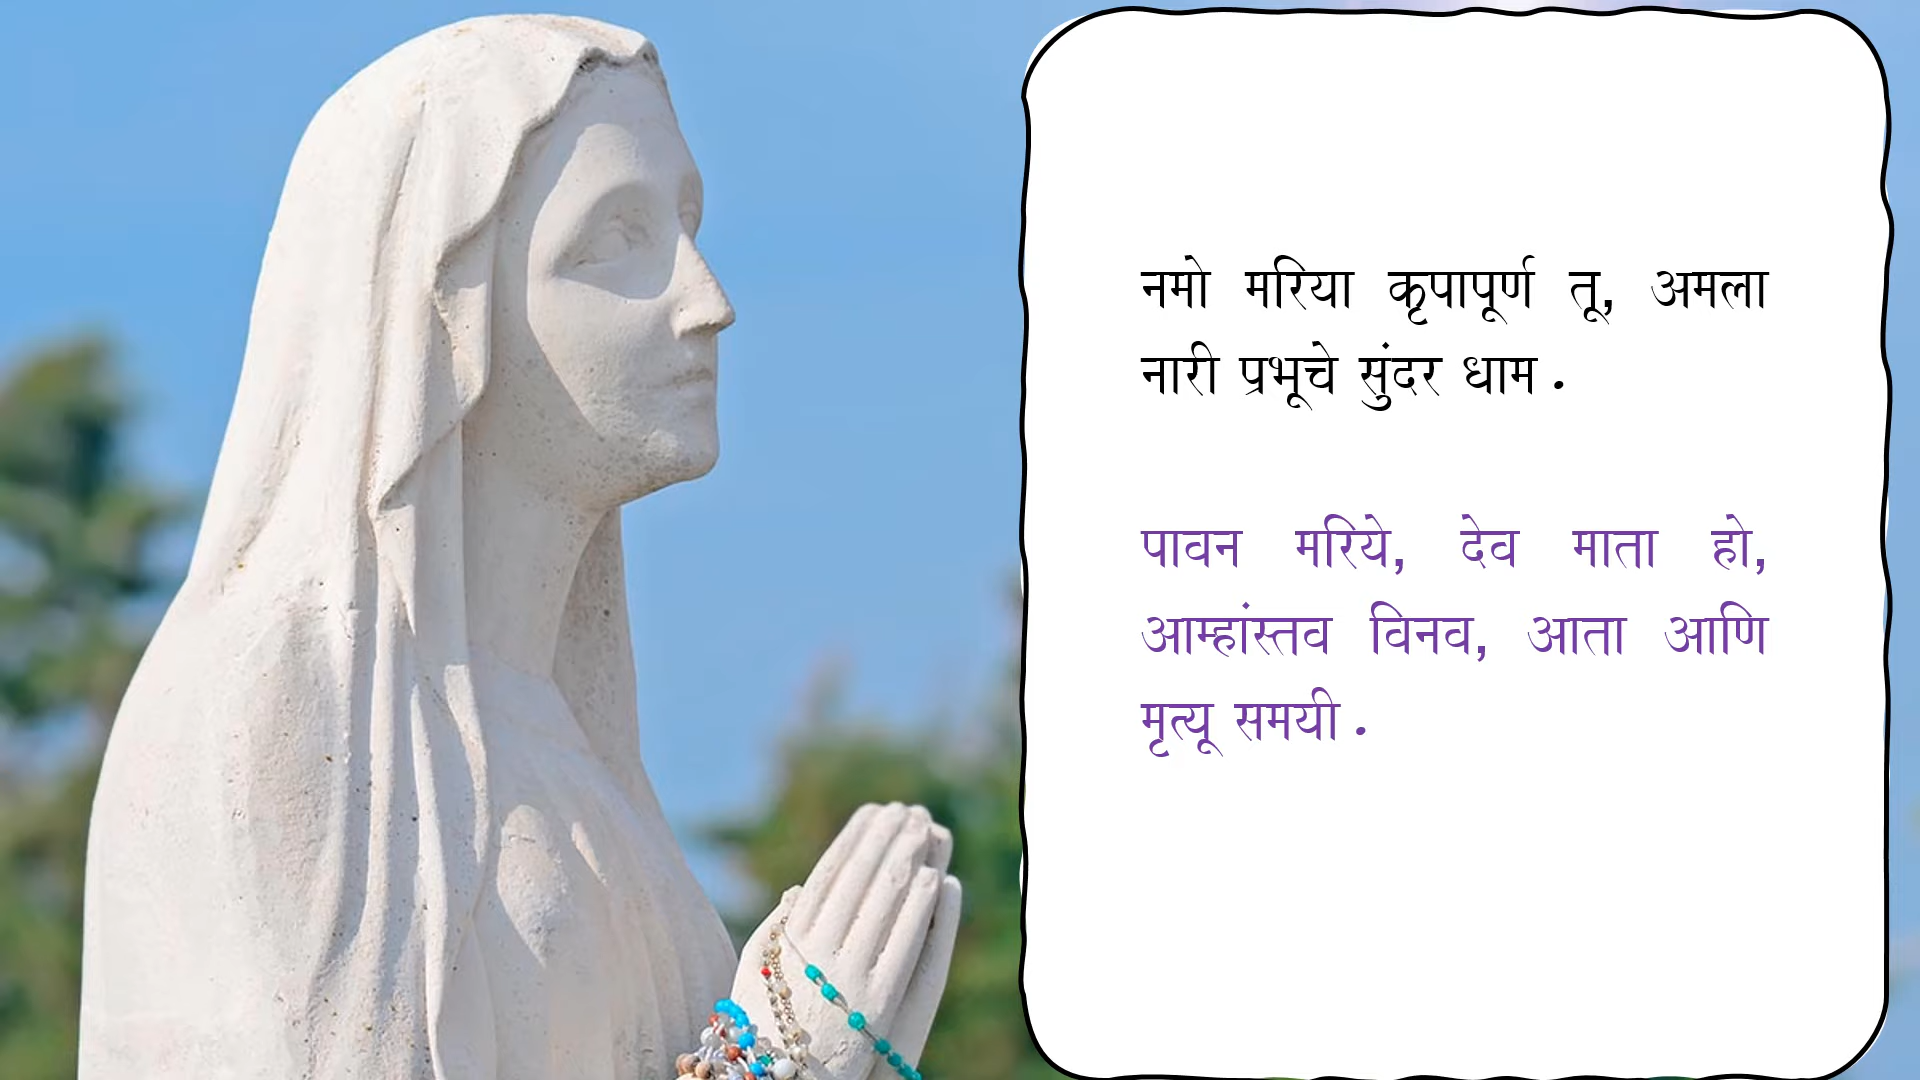 नमो मरिया कृपापूर्ण तू, अमला
नारी प्रभूचे सुंदर धाम.
पावन मरिये, देव माता हो,
आम्हांस्तव विनव, आता आणि
मृत्यू समयी.